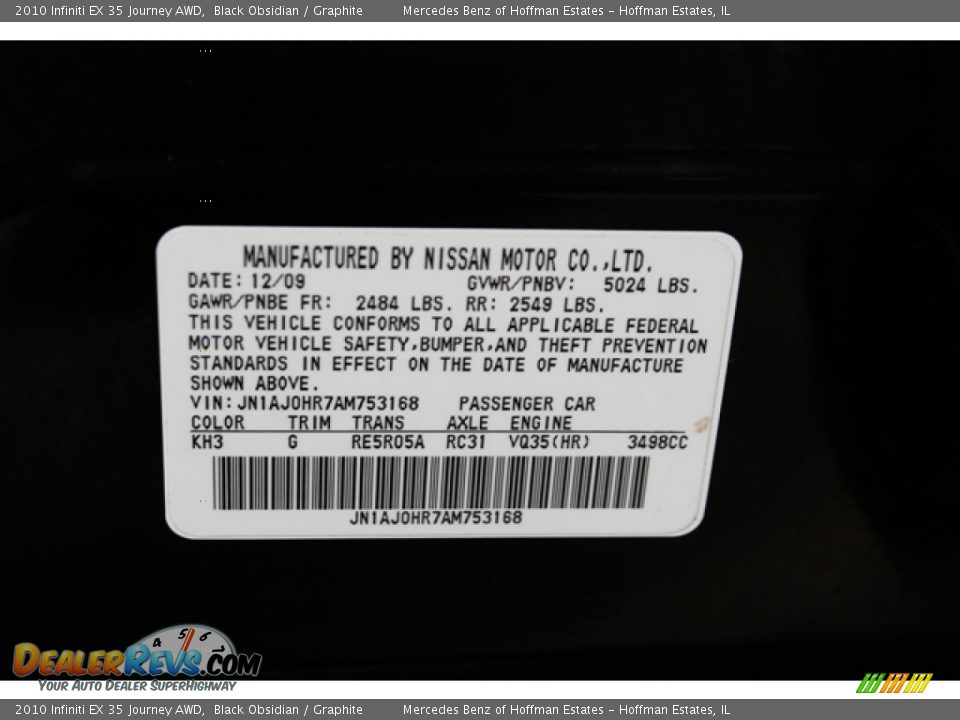 2010 Infiniti EX 35 Journey AWD, Black Obsidian / Graphite Mercedes Benz of Hoffman Estates - Hoffman Estates, IL
MANUFACTURED BY NISSAN MOTOR CO.,LTD.
DATE: 12/09 GVWR/PNBV: 5024 LBS.
GAWR/PNBE FR: 2484 LBS. RR: 2549 LBS.
THIS VEHICLE CONFORMS TO ALL APPLICABLE FEDERAL
MOTOR VEHICLE SAFETY,BUMPER,AND THEFT PREVENTION
STANDARDS IN EFFECT ON THE DATE OF MANUFACTURE
SHOWN ABOVE.
VIN:JN1AJ0HR7AM753168 PASSENGER CAR
COLOR TRIM TRANS AXLE ENGINE
KH3 G RE5R05A RC31 VQ35(HR) 3498CC
JN1AJ0HR7AM753168
4 5 6
DEALERREVS.COM
YOUR AUTO DEALER SUPERHIGHWAY
2010 Infiniti EX 35 Journey AWD, Black Obsidian / Graphite Mercedes Benz of Hoffman Estates - Hoffman Estates, IL